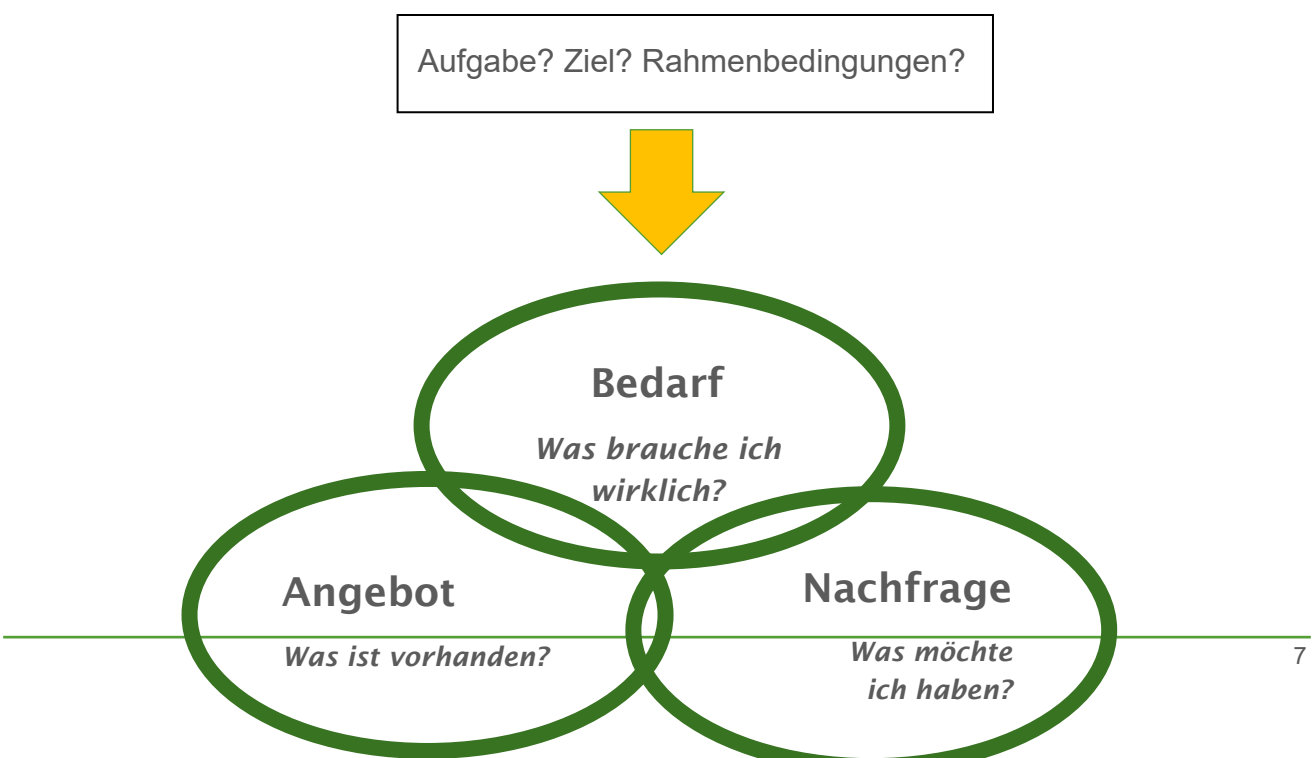 Aufgabe? Ziel? Rahmenbedingungen?
Bedarf
Was brauche ich
wirklich?
Angebot
Was ist vorhanden?
Nachfrage
Was möchte
ich haben?
7